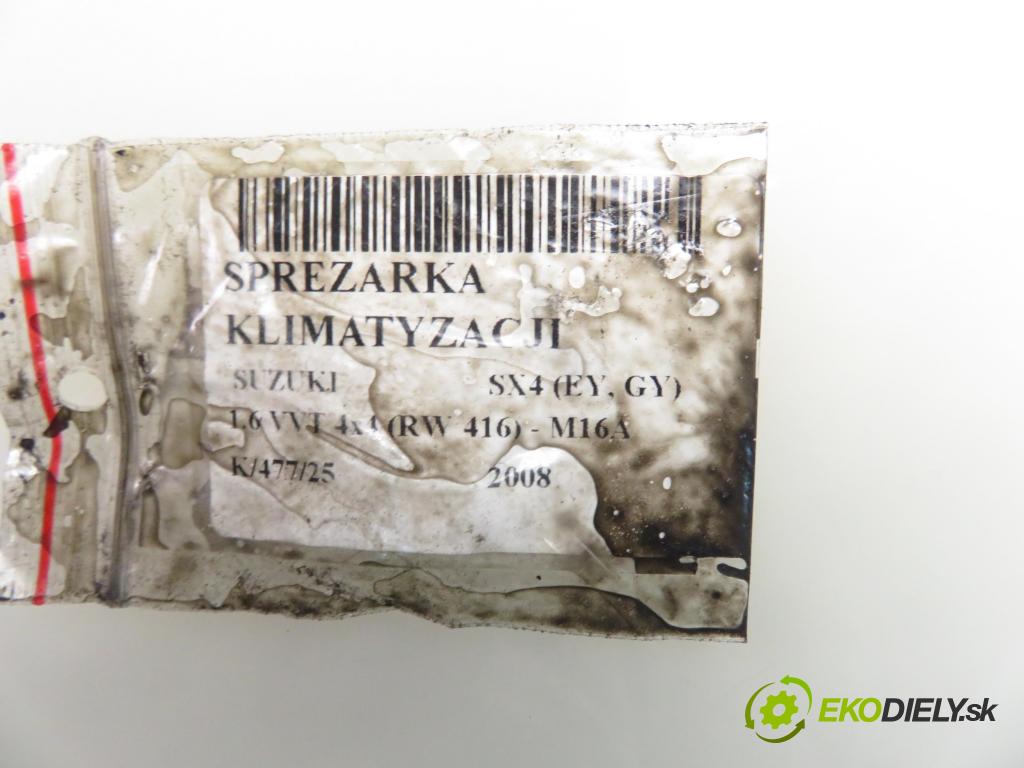 SPREZARKA
KLIMATYZACJI
SUZUKI SX4 (EY, GY)
1.6 VVT 4x4 (RW 416) - M16A
K/477/25 2008
EKODIELY.sk